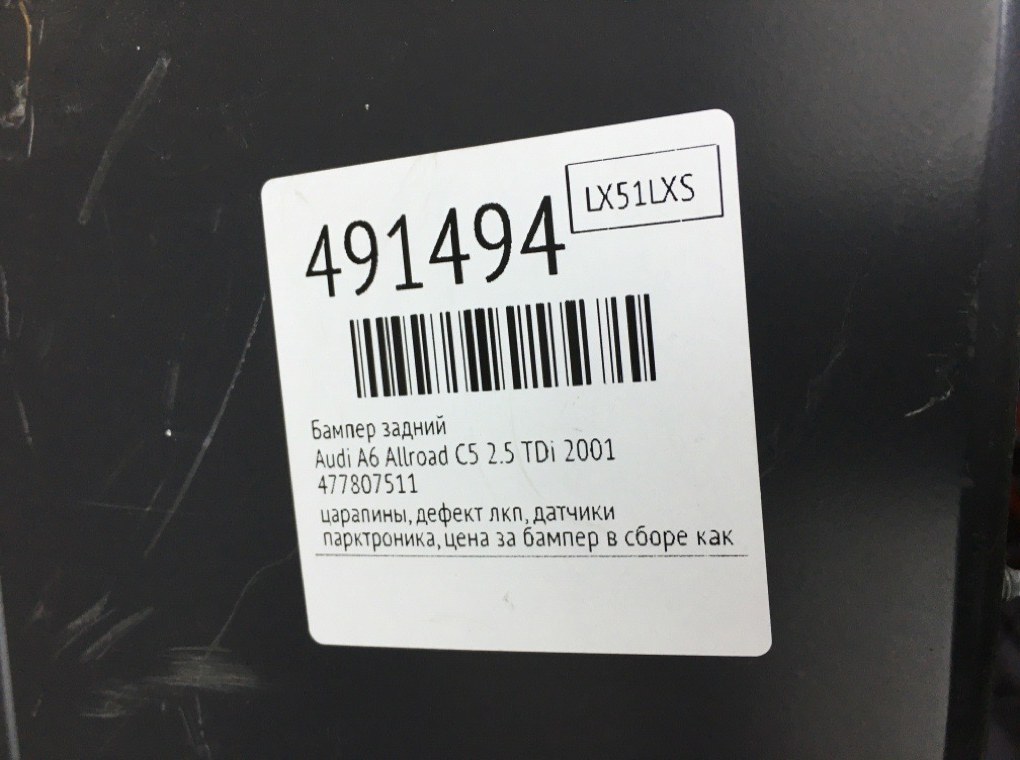 LX51LXS
491494
Бампер задний
Audi A6 Allroad C5 2.5 TDi 2001
477807511
царапины, дефект лкп, датчики
парктроника, цена за бампер в сборе как